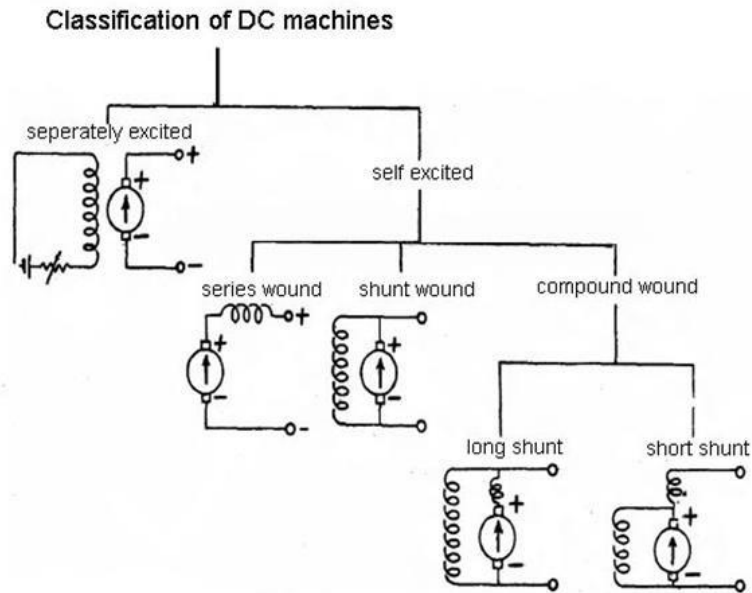 Classification of DC machines
seperately excited
self excited
+
+
-
-
series wound
shunt wound
compound wound
+
+
-
-
+
-
long shunt
short shunt
+
-
+
-